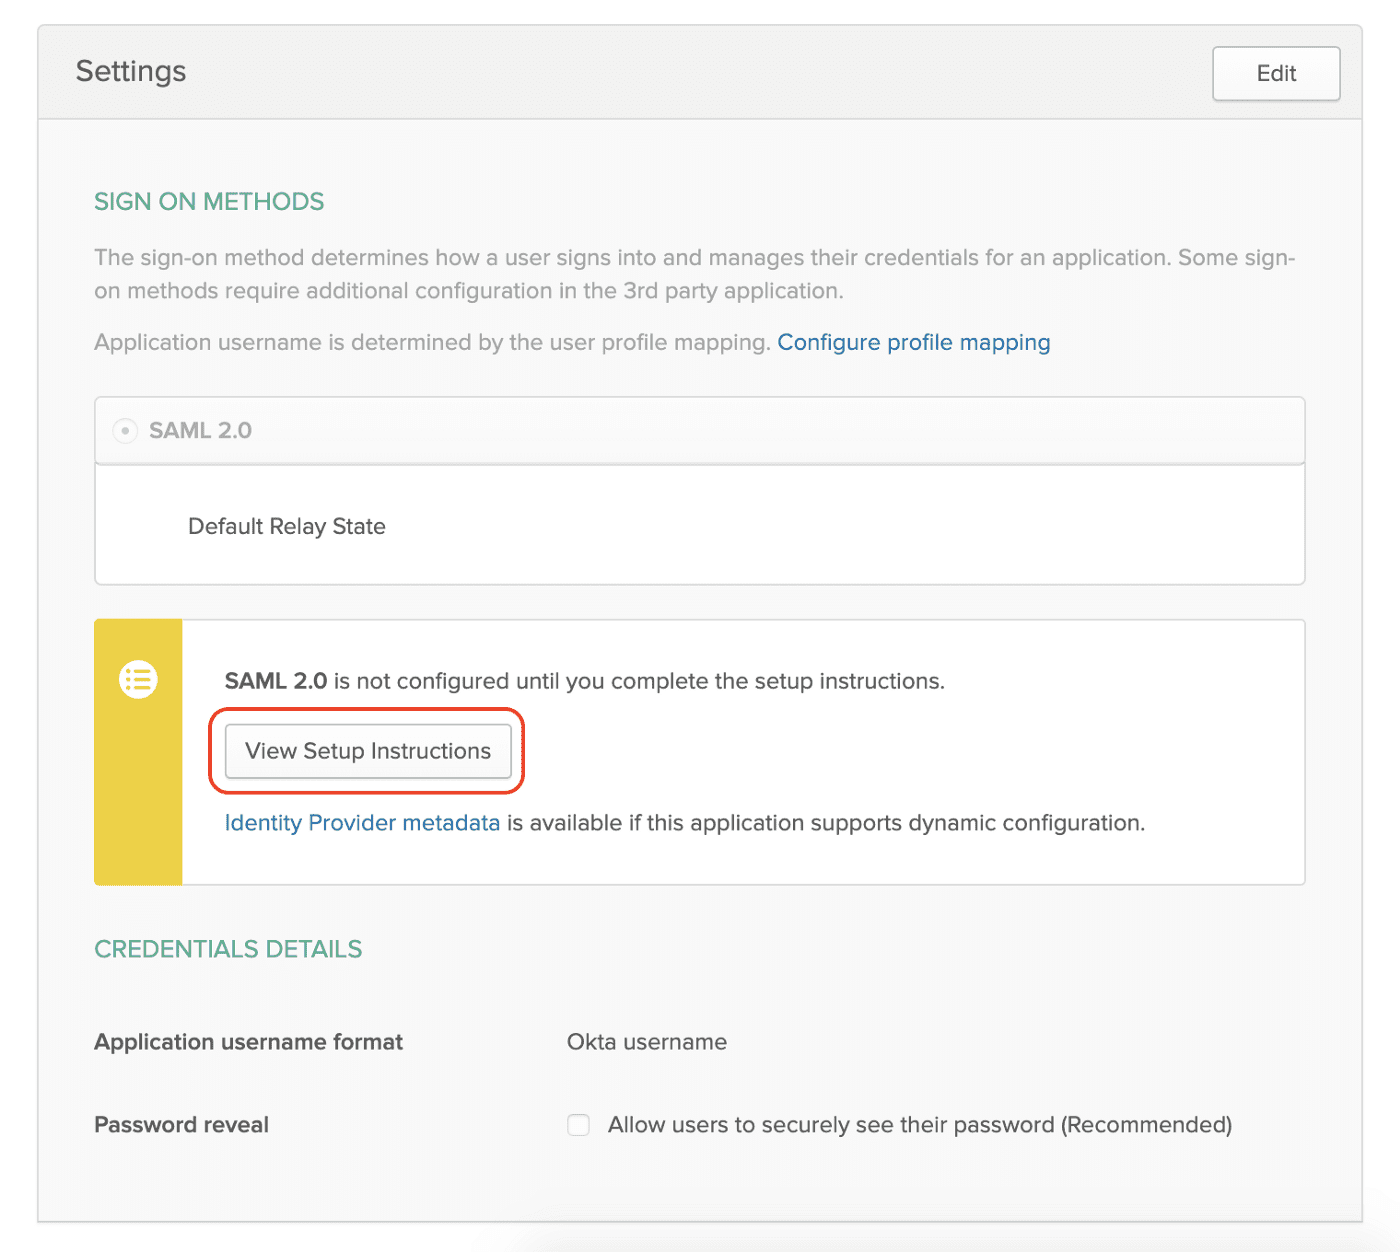 Settings
Edit
SIGN ON METHODS
The sign-on method determines how a user signs into and manages their credentials for an application. Some sign-
on methods require additional configuration in the 3rd party application.
Application username is determined by the user profile mapping. Configure profile mapping
SAML 2.0
Default Relay State
SAML 2.0 is not configured until you complete the setup instructions.
View Setup Instructions
Identity Provider metadata is available if this application supports dynamic configuration.
CREDENTIALS DETAILS
Application username format Okta username
Password reveal Allow users to securely see their password (Recommended)